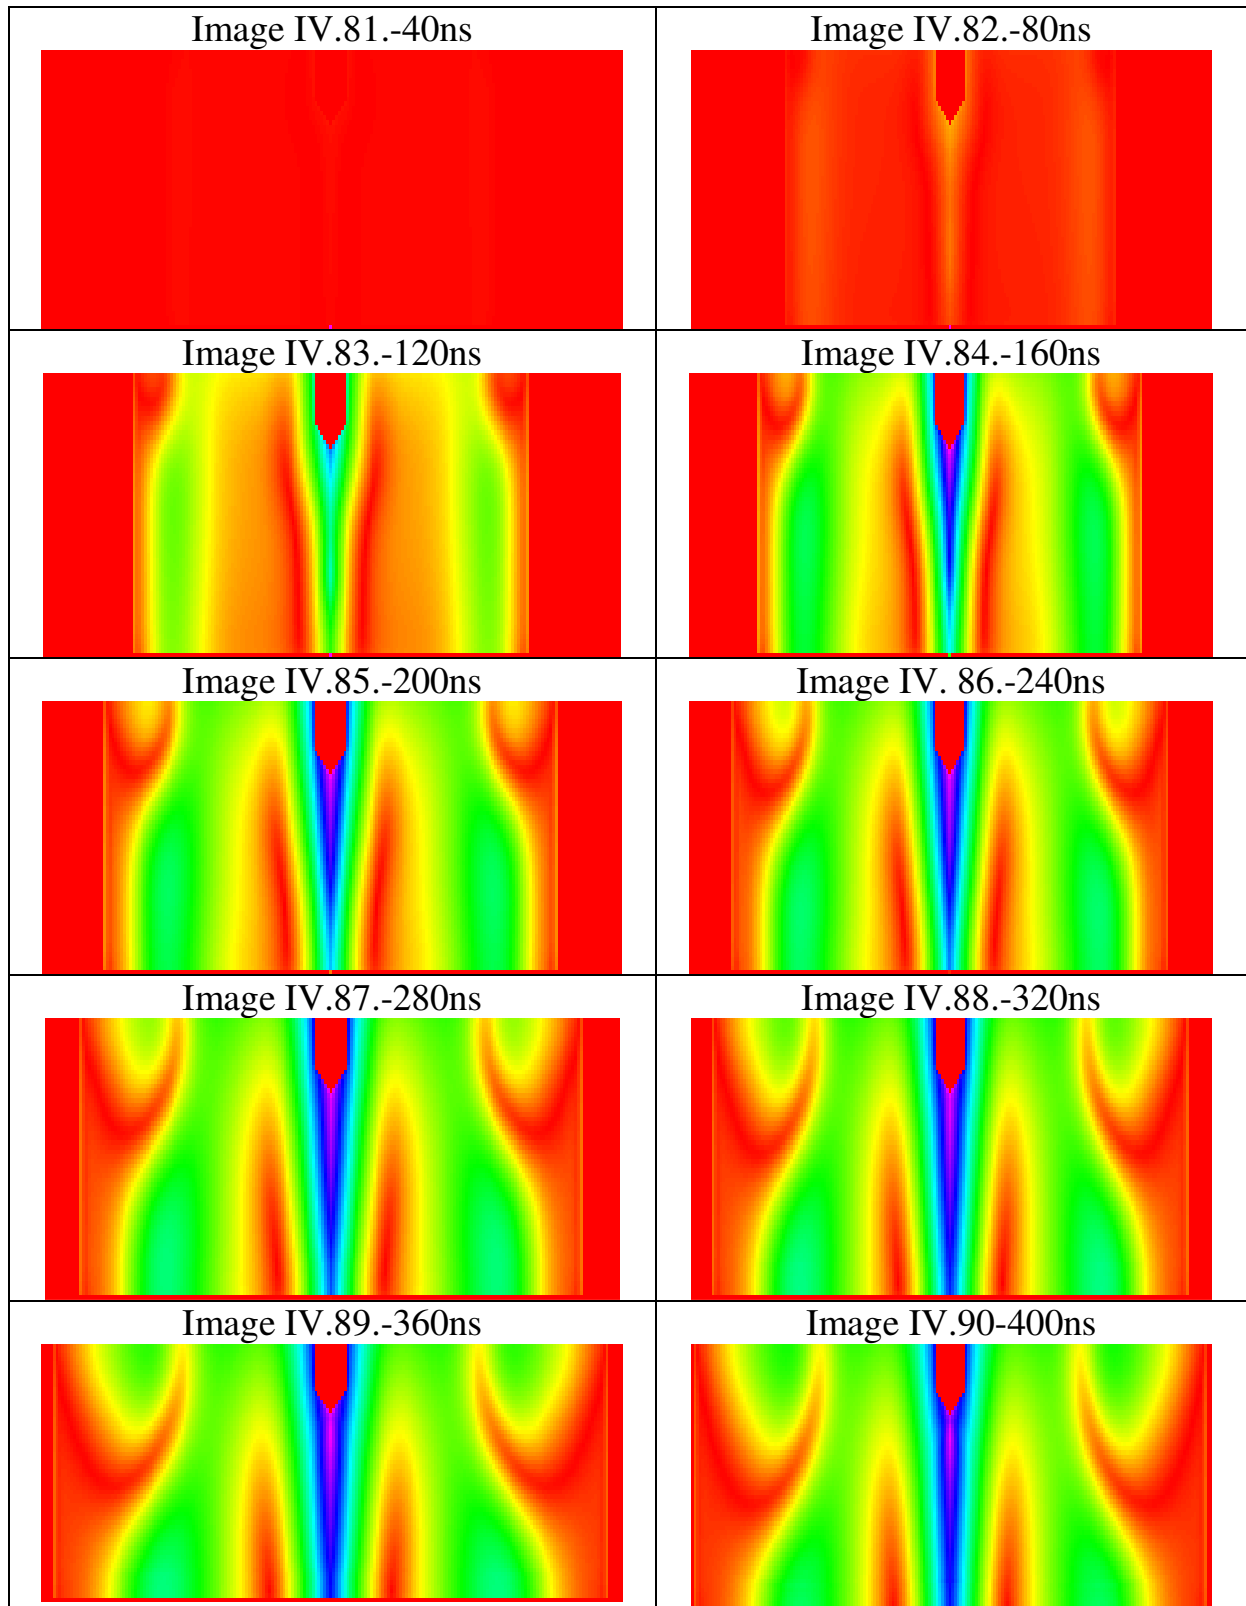 Image IV.81.-40ns
Image IV.82.-80ns
Image IV.83.-120ns
Image IV.84.-160ns
Image IV.85.-200ns
Image IV. 86.-240ns
Image IV.87.-280ns
Image IV.88.-320ns
Image IV.89.-360ns
Image IV.90-400ns